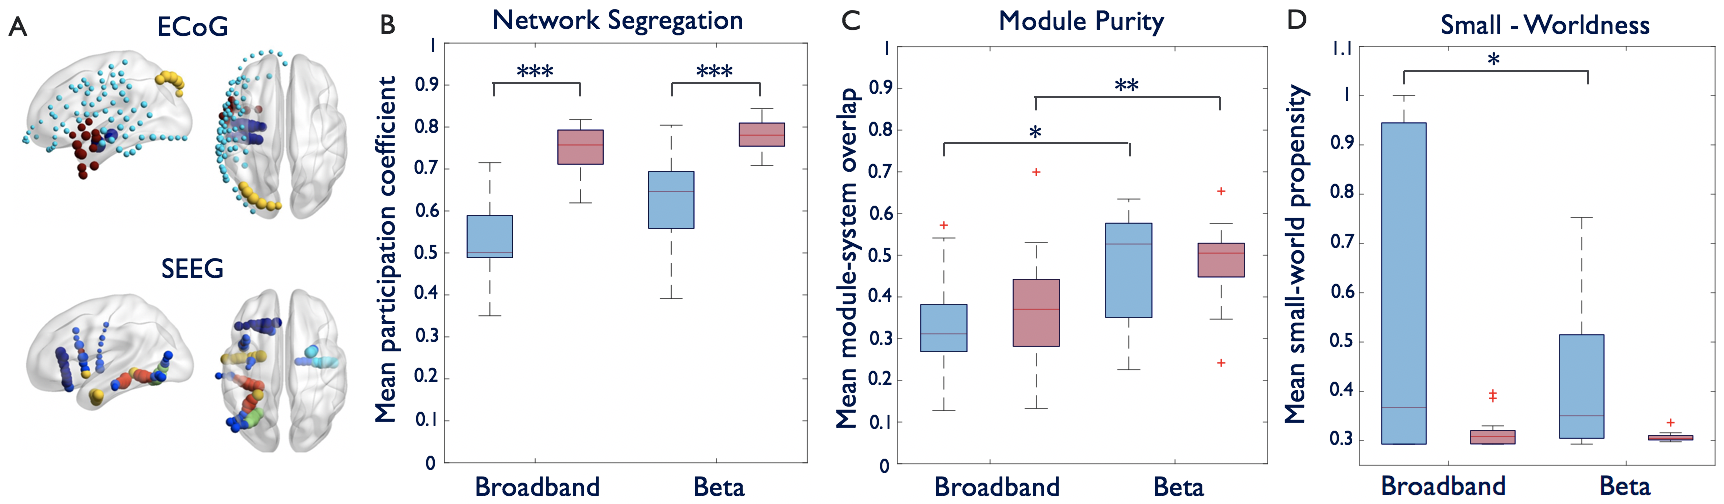 A
ECoG
SEEG
B
Network Segregation
Mean participation coefficient
1
0.9
0.8
0.7
0.6
0.5
0.4
0.3
0.2
0.1
0
***
***
Broadband
Beta
C
Module Purity
Mean module-system overlap
1
0.9
0.8
0.7
0.6
0.5
0.4
0.3
0.2
0.1
0
*
**
Broadband
Beta
D
Small - Worldness
Mean small-world propensity
1.1
1
0.9
0.8
0.7
0.6
0.5
0.4
0.3
*
Broadband
Beta